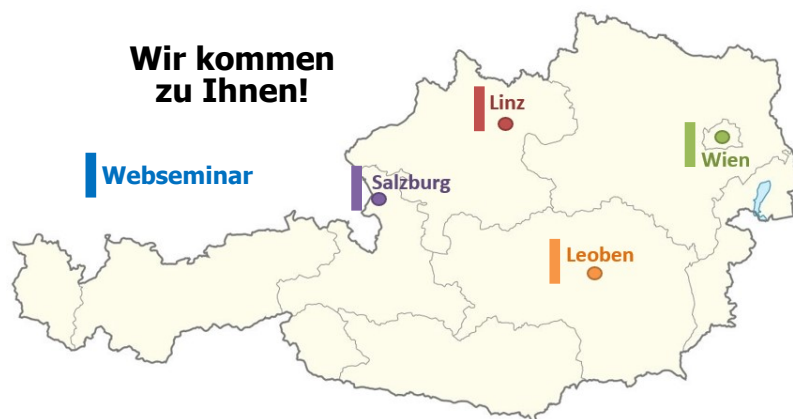 Wir kommen
zu Ihnen!
Linz
Wien
Webseminar
Salzburg
Leoben